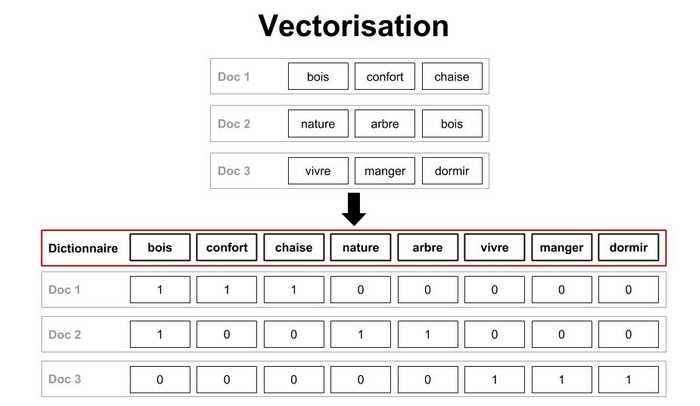 Vectorisation
Doc 1 bois confort chaise
Doc 2 nature arbre bois
Doc 3 vivre manger dormir
Dictionnaire bois confort chaise nature arbre vivre manger dormir
Doc 1 1 1 1 0 0 0 0 0
Doc 2 1 0 0 1 1 0 0 0
Doc 3 0 0 0 0 0 1 1 1